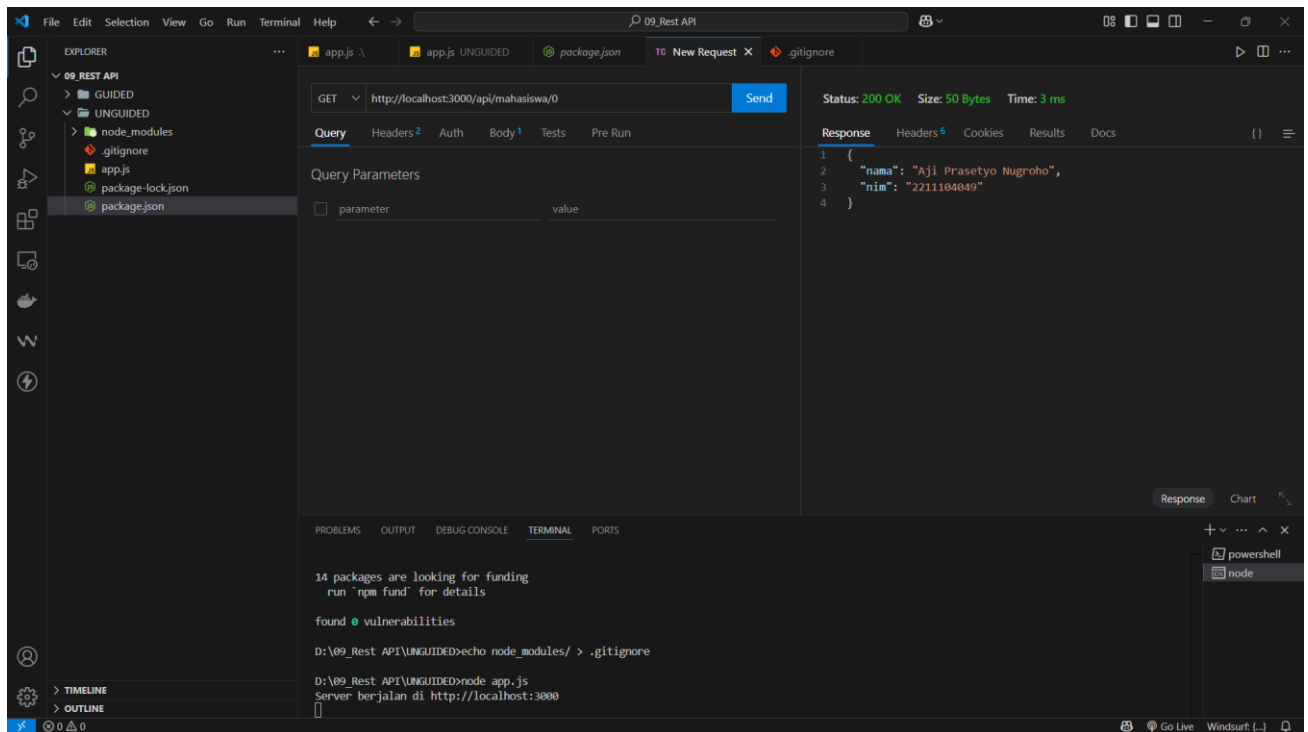 File Edit Selection View Go Run Terminal Help
09_Rest API
EXPLORER
09_REST API
GUIDED
UNGUIDED
node_modules
.gitignore
app.js
package-lock.json
package.json
TIMELINE
OUTLINE
app.js .\ app.js UNGUIDED package.json TC New Request .gitignore
GET http://localhost:3000/api/mahasiswa/0 Send
Query Headers 2 Auth Body 1 Tests Pre Run
Query Parameters
parameter value
Status: 200 OK Size: 50 Bytes Time: 3 ms
Response Headers 6 Cookies Results Docs {}
1 {
2 "nama": "Aji Prasetyo Nugroho",
3 "nim": "2211104049"
4 }
Response Chart
PROBLEMS OUTPUT DEBUG CONSOLE TERMINAL PORTS
14 packages are looking for funding
run `npm fund` for details
found 0 vulnerabilities
D:\09_Rest API\UNGUIDED>echo node_modules/ > .gitignore
D:\09_Rest API\UNGUIDED>node app.js
Server berjalan di http://localhost:3000
powershell
node
0 0 Go Live Windsurf: {...}